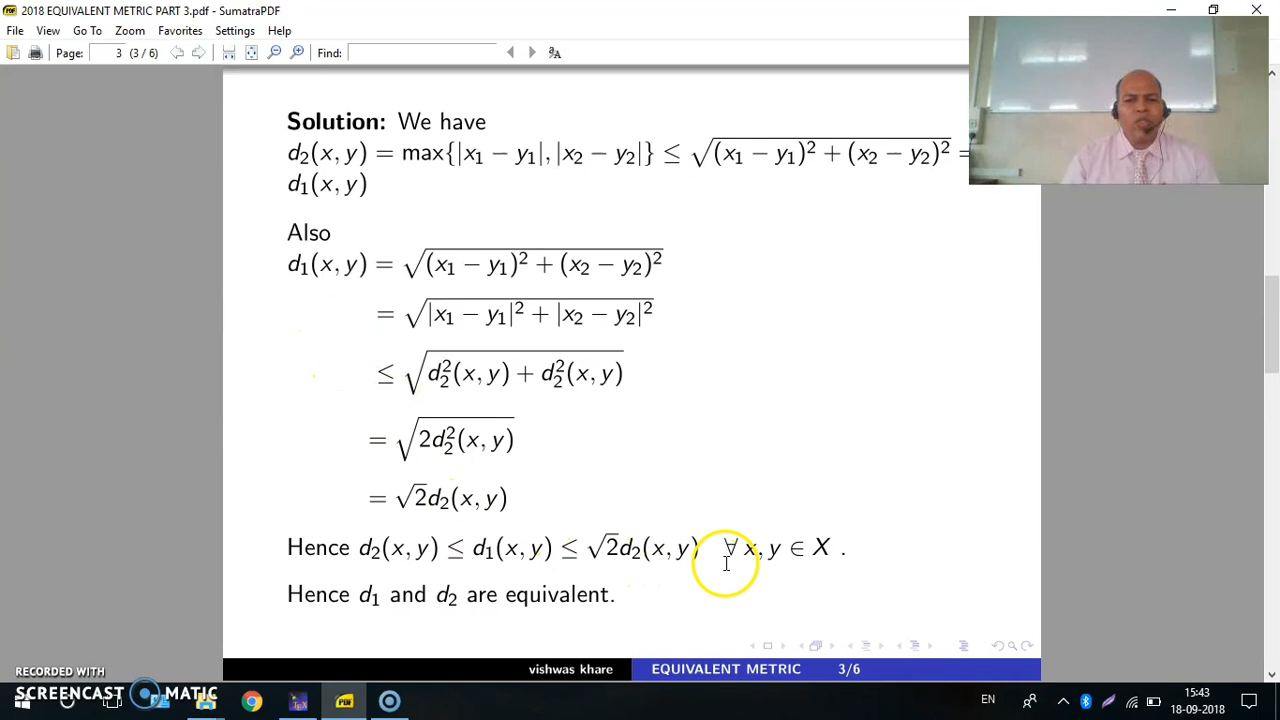 2018 EQUIVALENT METRIC PART 3.pdf - SumatraPDF
File View Go To Zoom Favorites Settings Help
Page: 3 (3 / 6) Find:
Solution: We have
d₂(x, y) = max{|x₁ − y₁|, |x₂ − y₂|} ≤ √(x₁ − y₁)² + (x₂ − y₂)² =
d₁(x, y)
Also
d₁(x, y) = √(x₁ − y₁)² + (x₂ − y₂)²
= √|x₁ − y₁|² + |x₂ − y₂|²
≤ √d₂²(x, y) + d₂²(x, y)
= √2d₂²(x, y)
= √2d₂(x, y)
Hence d₂(x, y) ≤ d₁(x, y) ≤ √2d₂(x, y) ∀ x, y ∈ X .
Hence d₁ and d₂ are equivalent.
vishwas khare EQUIVALENT METRIC 3/6
RECORDED WITH
SCREENCAST MATIC
EN
15:43
18-09-2018